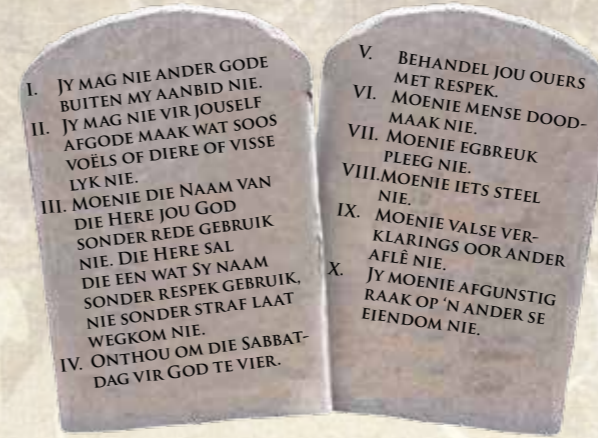 I. JY MAG NIE ANDER GODE
BUITEN MY AANBID NIE.
II. JY MAG NIE VIR JOUSELF
AFGODE MAAK WAT SOOS
VOËLS OF DIERE OF VISSE
LYK NIE.
III. MOENIE DIE NAAM VAN
DIE HERE JOU GOD
SONDER REDE GEBRUIK
NIE. DIE HERE SAL
DIE EEN WAT SY NAAM
SONDER RESPEK GEBRUIK,
NIE SONDER STRAF LAAT
WEGKOM NIE.
IV. ONTHOU OM DIE SABBAT-
DAG VIR GOD TE VIER.
V. BEHANDEL JOU OUERS
MET RESPEK.
VI. MOENIE MENSE DOOD-
MAAK NIE.
VII. MOENIE EGBREUK
PLEEG NIE.
VIII.MOENIE IETS STEEL
NIE.
IX. MOENIE VALSE VER-
KLARINGS OOR ANDER
AFLÊ NIE.
X. JY MOENIE AFGUNSTIG
RAAK OP 'N ANDER SE
EIENDOM NIE.